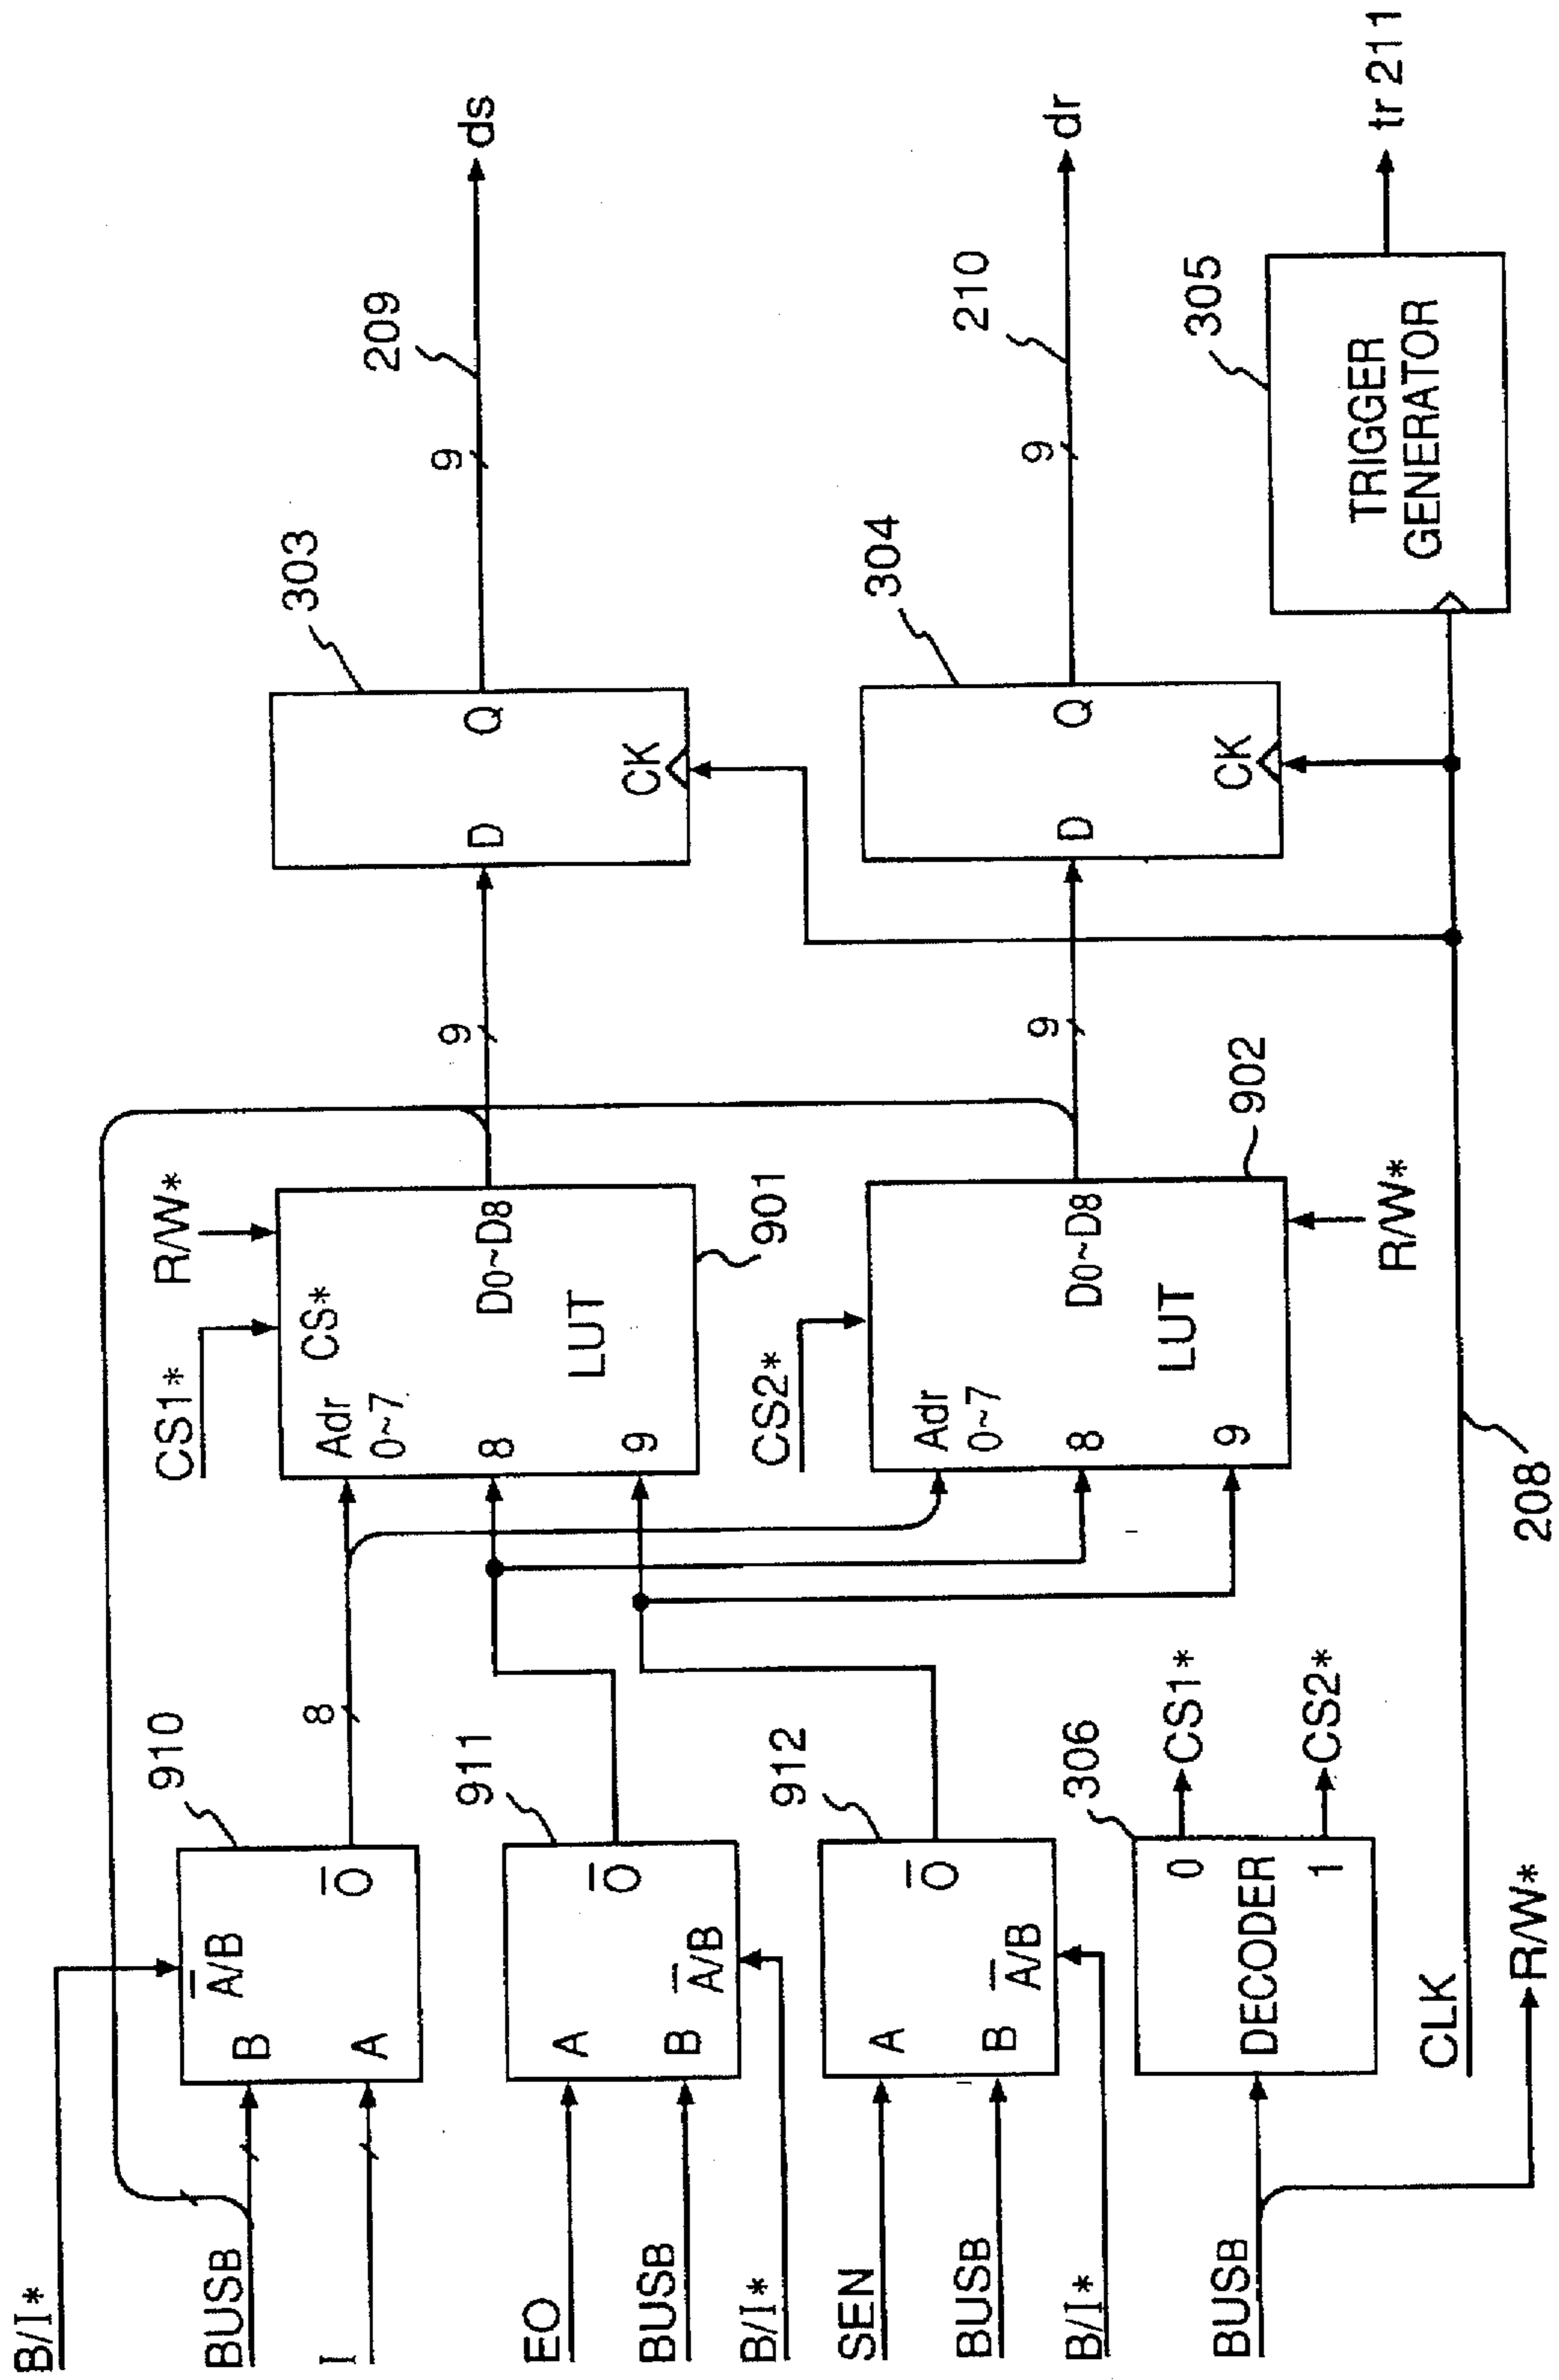 B/I*
BUSB
I
B
A
A/B
O
910
8
EO
BUSB
B/I*
A
B
A/B
O
911
SEN
BUSB
B/I*
A
B
A/B
O
912
BUSB
DECODER
0
1
306
CS1*
CS2*
R/W*
CLK
208
CS1*
R/W*
Adr
0~7
8
9
CS*
D0~D8
LUT
901
CS2*
Adr
0~7
8
9
D0~D8
LUT
902
R/W*
9
9
D
Q
CK
303
D
Q
CK
304
9
209
ds
9
210
dr
TRIGGER
GENERATOR
305
tr 211